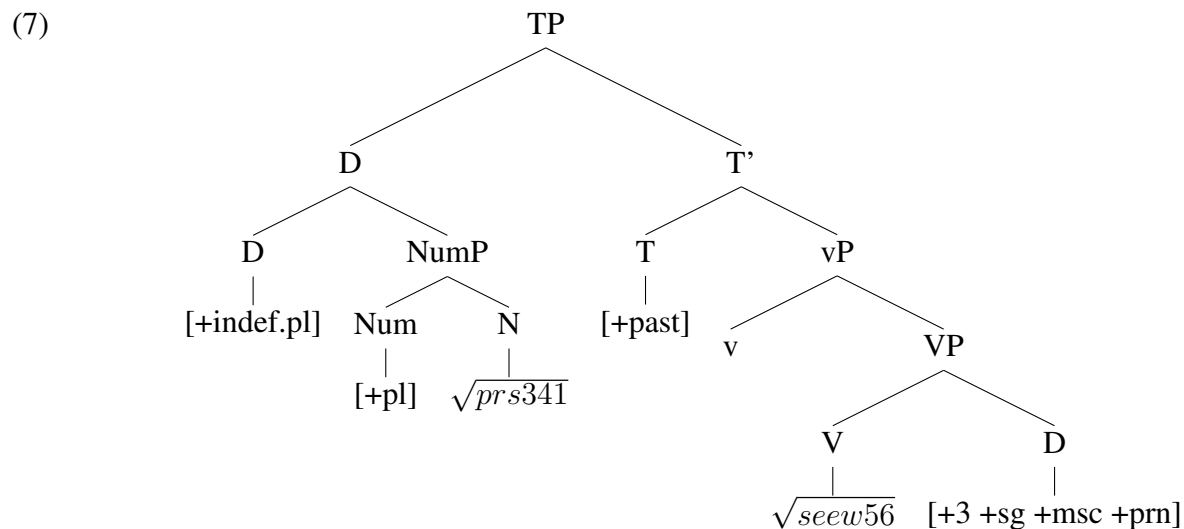 (7) TP
D T’
D NumP T vP
[+indef.pl] Num N [+past] v VP
[+pl] √prs341 V D
√seew56 [+3 +sg +msc +prn]